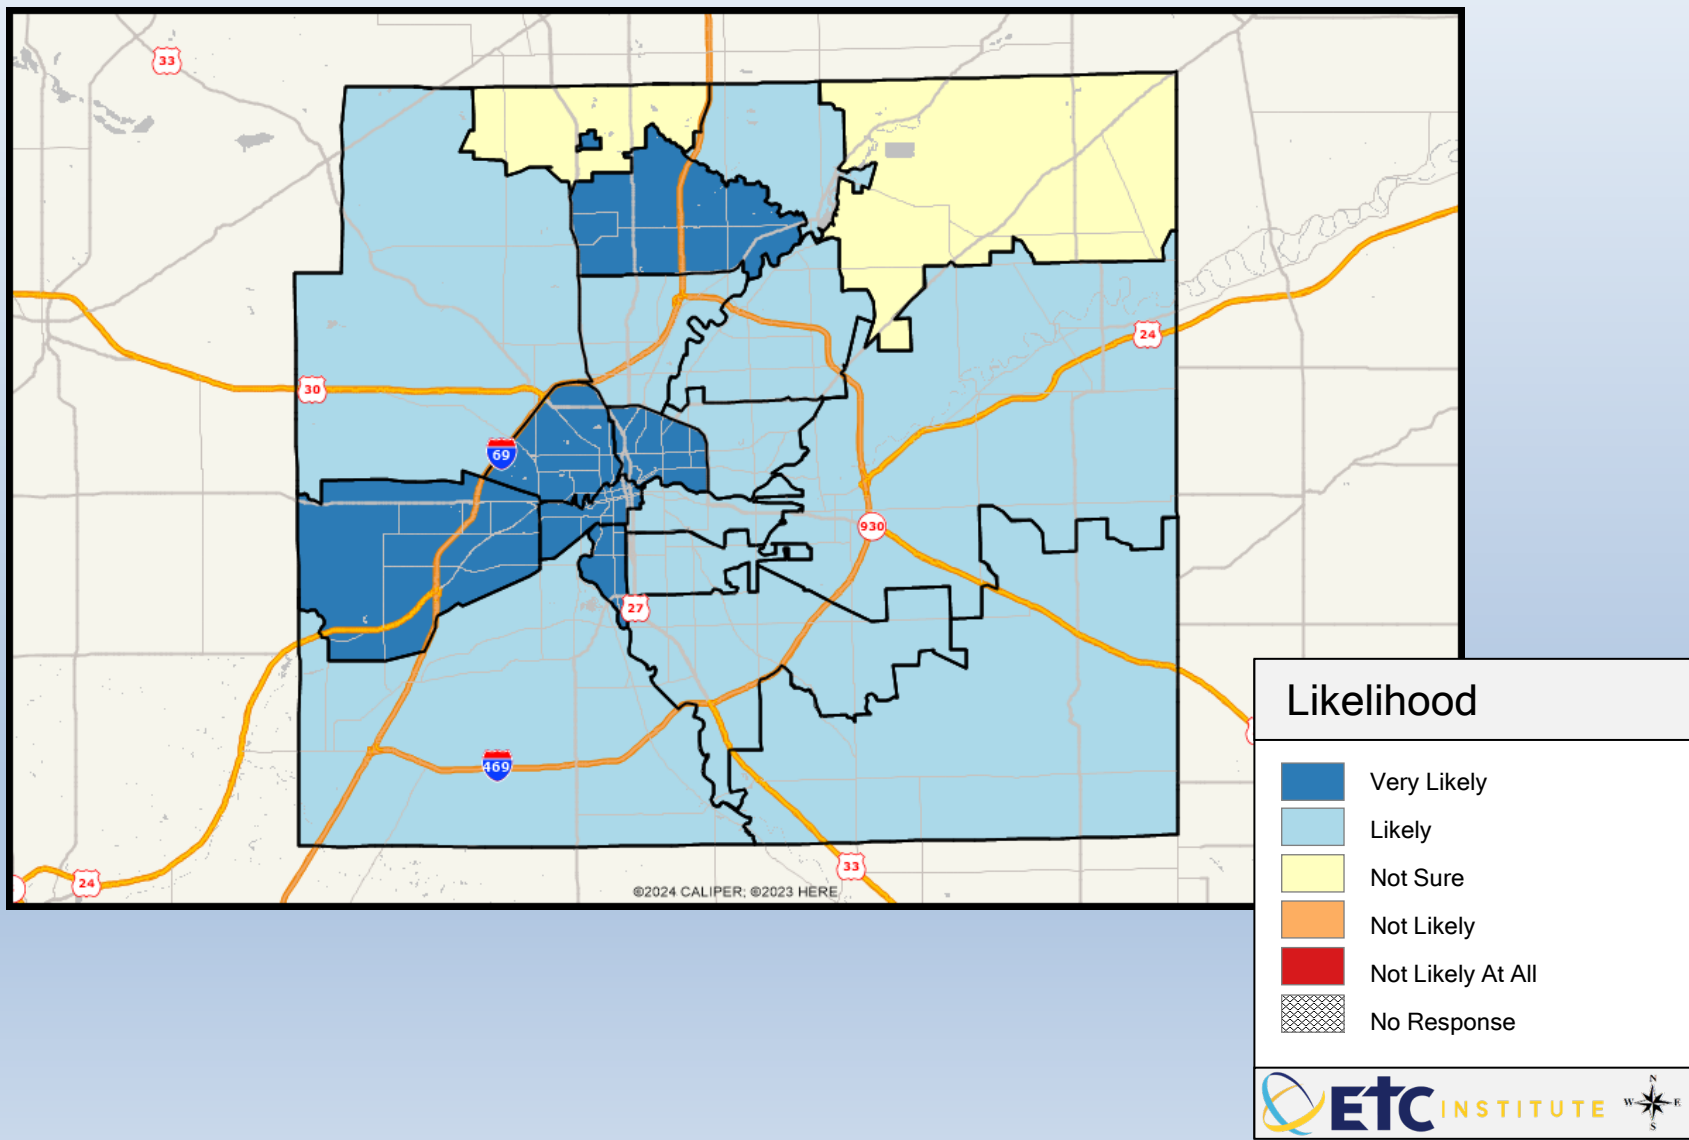 33
24
30
69
930
27
469
33
24
©2024 CALIPER; ©2023 HERE
Likelihood
Very Likely
Likely
Not Sure
Not Likely
Not Likely At All
No Response
ETC INSTITUTE
N
W E
S